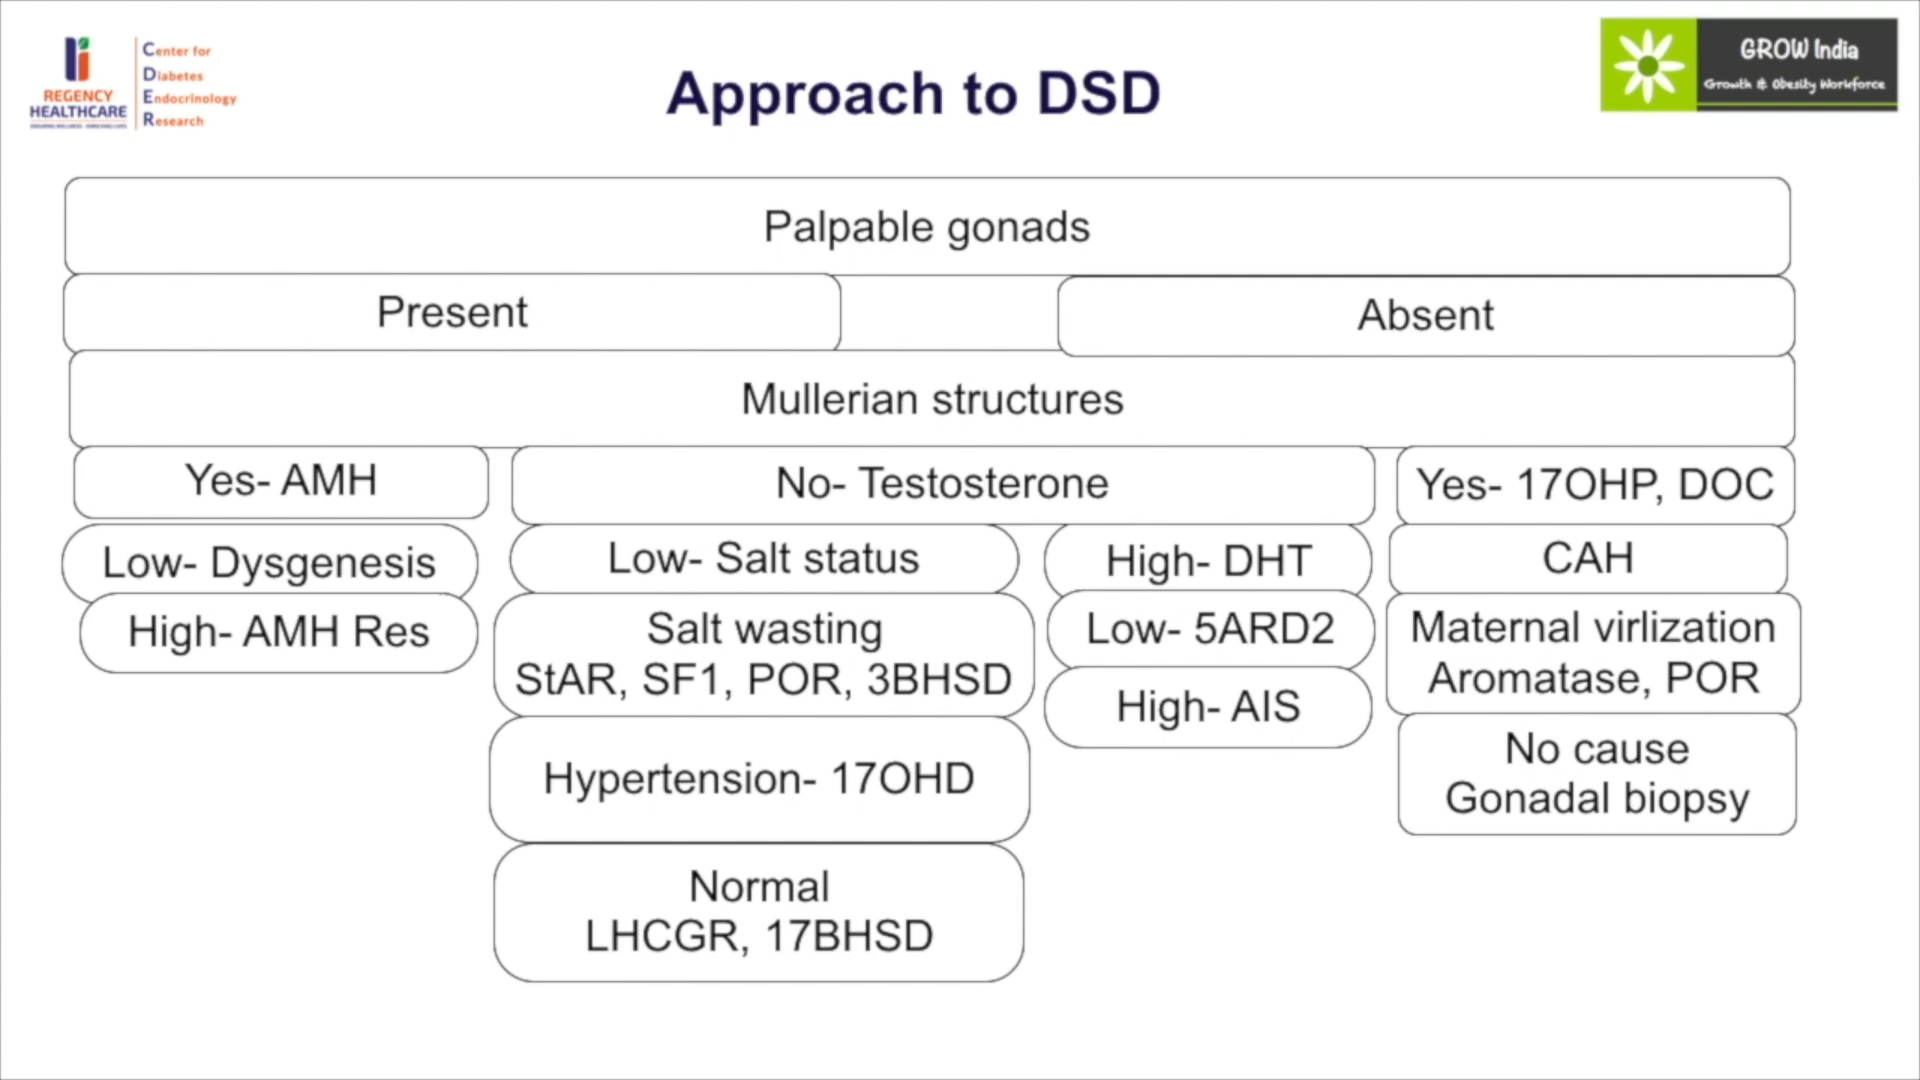 REGENCY
HEALTHCARE
Center for
Diabetes
Endocrinology
Research
Approach to DSD
GROW India
Growth & Obesity Workforce
Palpable gonads
Present
Absent
Mullerian structures
Yes- AMH
No- Testosterone
Yes- 17OHP, DOC
Low- Dysgenesis
High- AMH Res
Low- Salt status
Salt wasting
StAR, SF1, POR, 3BHSD
Hypertension- 17OHD
Normal
LHCGR, 17BHSD
High- DHT
Low- 5ARD2
High- AIS
CAH
Maternal virlization
Aromatase, POR
No cause
Gonadal biopsy